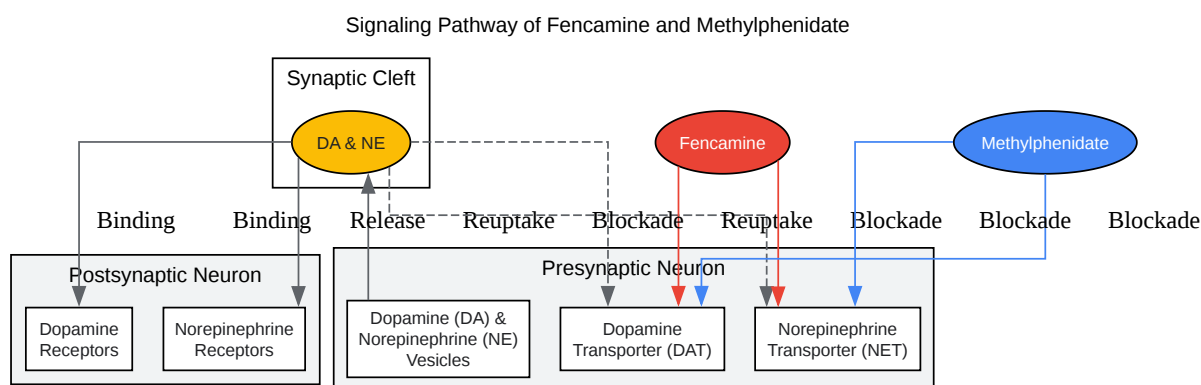 Signaling Pathway of Fencamine and Methylphenidate
Synaptic Cleft
DA & NE
Fencamine
Methylphenidate
Binding
Binding
Release
Reuptake
Blockade
Reuptake
Blockade
Blockade
Blockade
Postsynaptic Neuron
Presynaptic Neuron
Dopamine
Receptors
Norepinephrine
Receptors
Dopamine (DA) &
Norepinephrine (NE)
Vesicles
Dopamine
Transporter (DAT)
Norepinephrine
Transporter (NET)